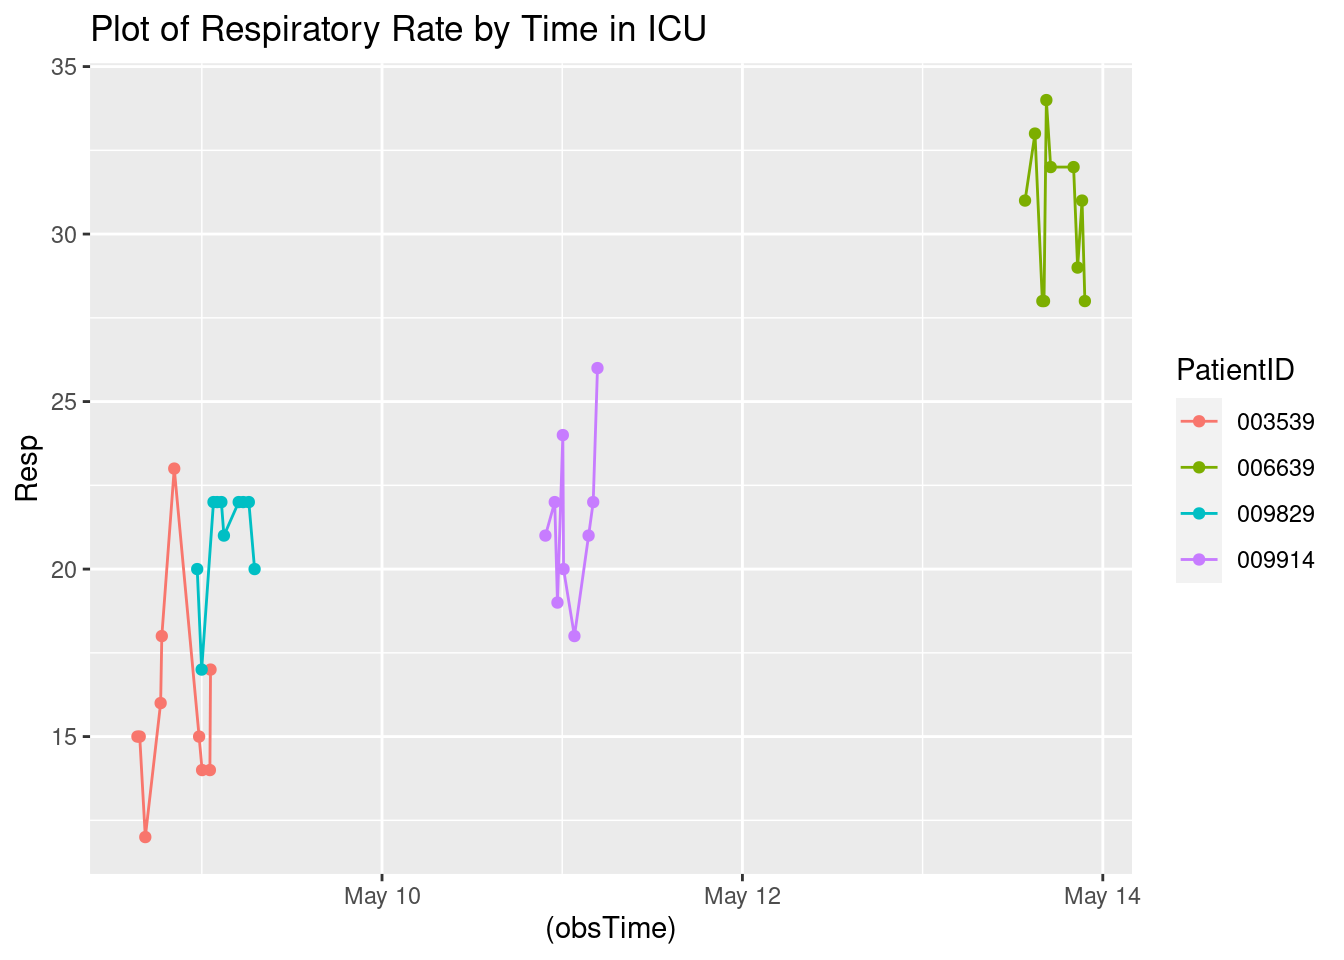 Plot of Respiratory Rate by Time in ICU
35
30
25
20
15
Resp
May 10
May 12
May 14
(obsTime)
PatientID
003539
006639
009829
009914